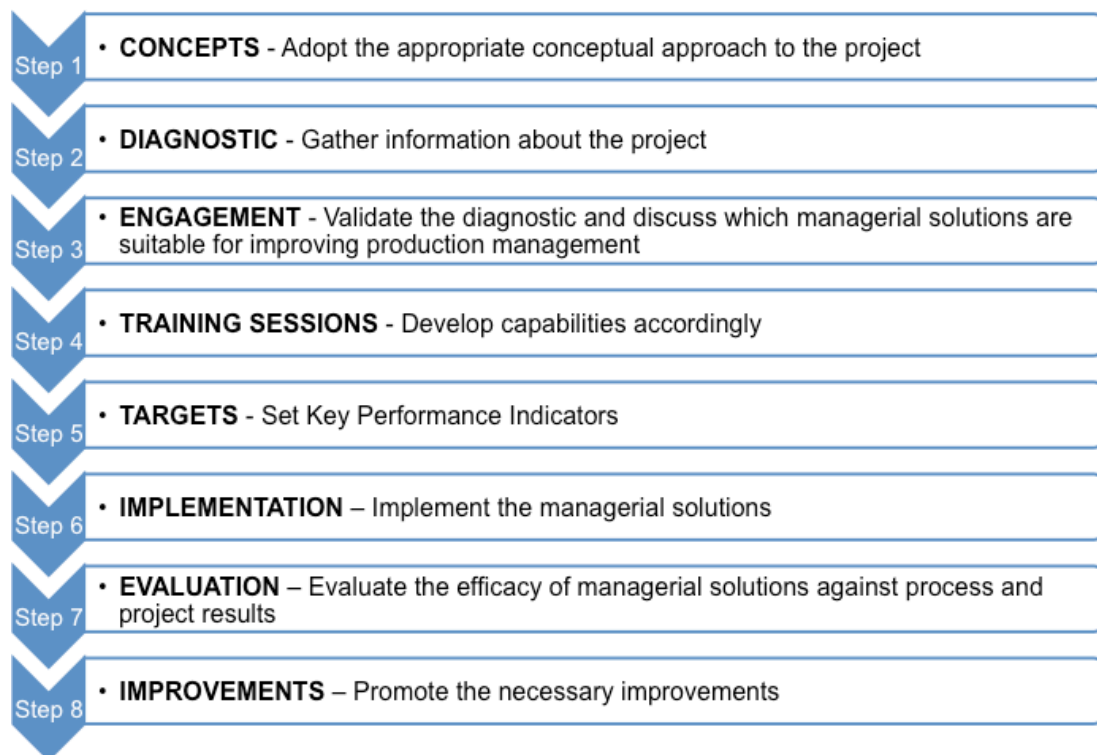 Step 1
• CONCEPTS - Adopt the appropriate conceptual approach to the project
Step 2
• DIAGNOSTIC - Gather information about the project
Step 3
• ENGAGEMENT - Validate the diagnostic and discuss which managerial solutions are
suitable for improving production management
Step 4
• TRAINING SESSIONS - Develop capabilities accordingly
Step 5
• TARGETS - Set Key Performance Indicators
Step 6
• IMPLEMENTATION – Implement the managerial solutions
Step 7
• EVALUATION – Evaluate the efficacy of managerial solutions against process and
project results
Step 8
• IMPROVEMENTS – Promote the necessary improvements